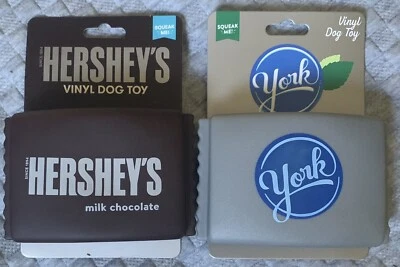 SQUEAK
ME!
SINCE 1894
HERSHEY'S
VINYL DOG TOY
SINCE 1894
HERSHEY'S
milk chocolate
SQUEAK
ME!
Vinyl
Dog Toy
York
York